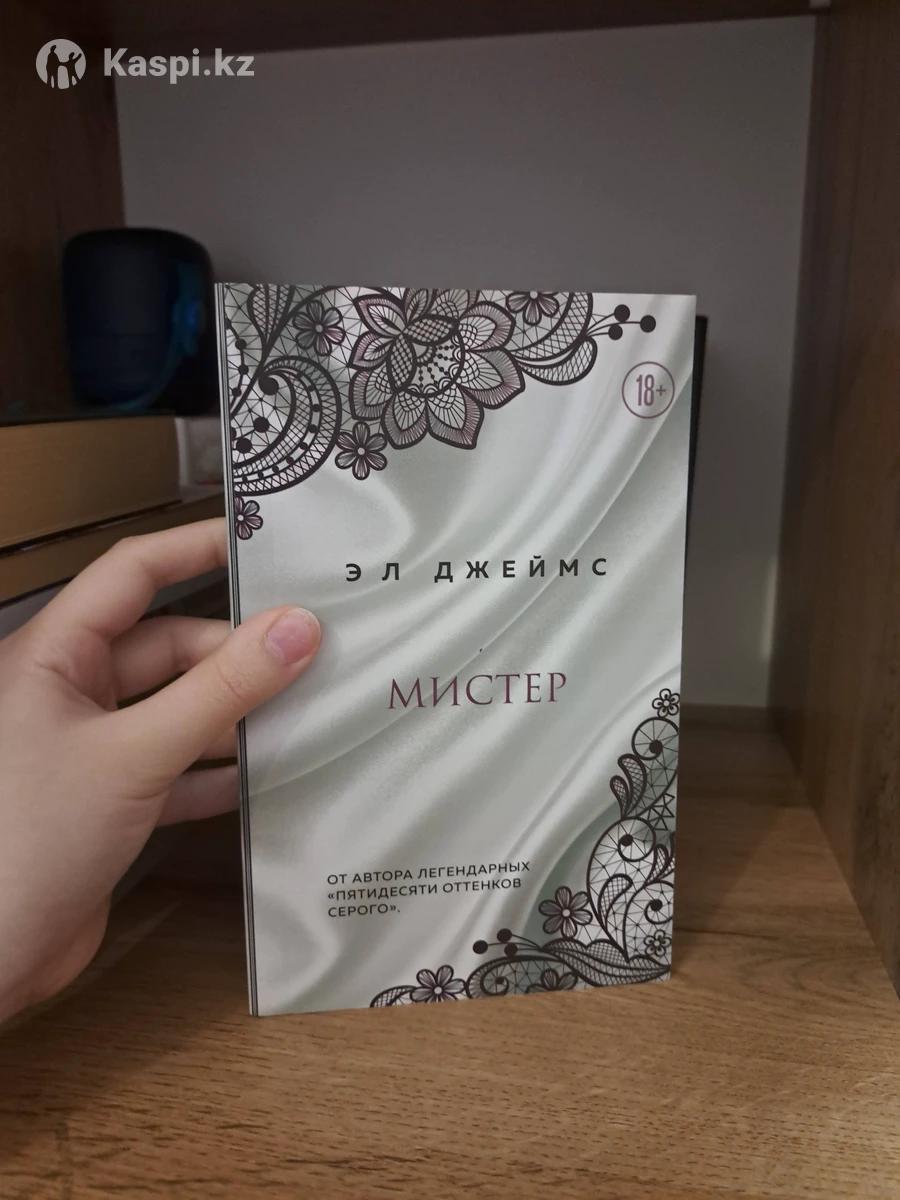 Kaspi.kz
18+
ЭЛ ДЖЕЙМС
МИСТЕР
ОТ АВТОРА ЛЕГЕНДАРНЫХ
«ПЯТИДЕСЯТИ ОТТЕНКОВ
СЕРОГО».